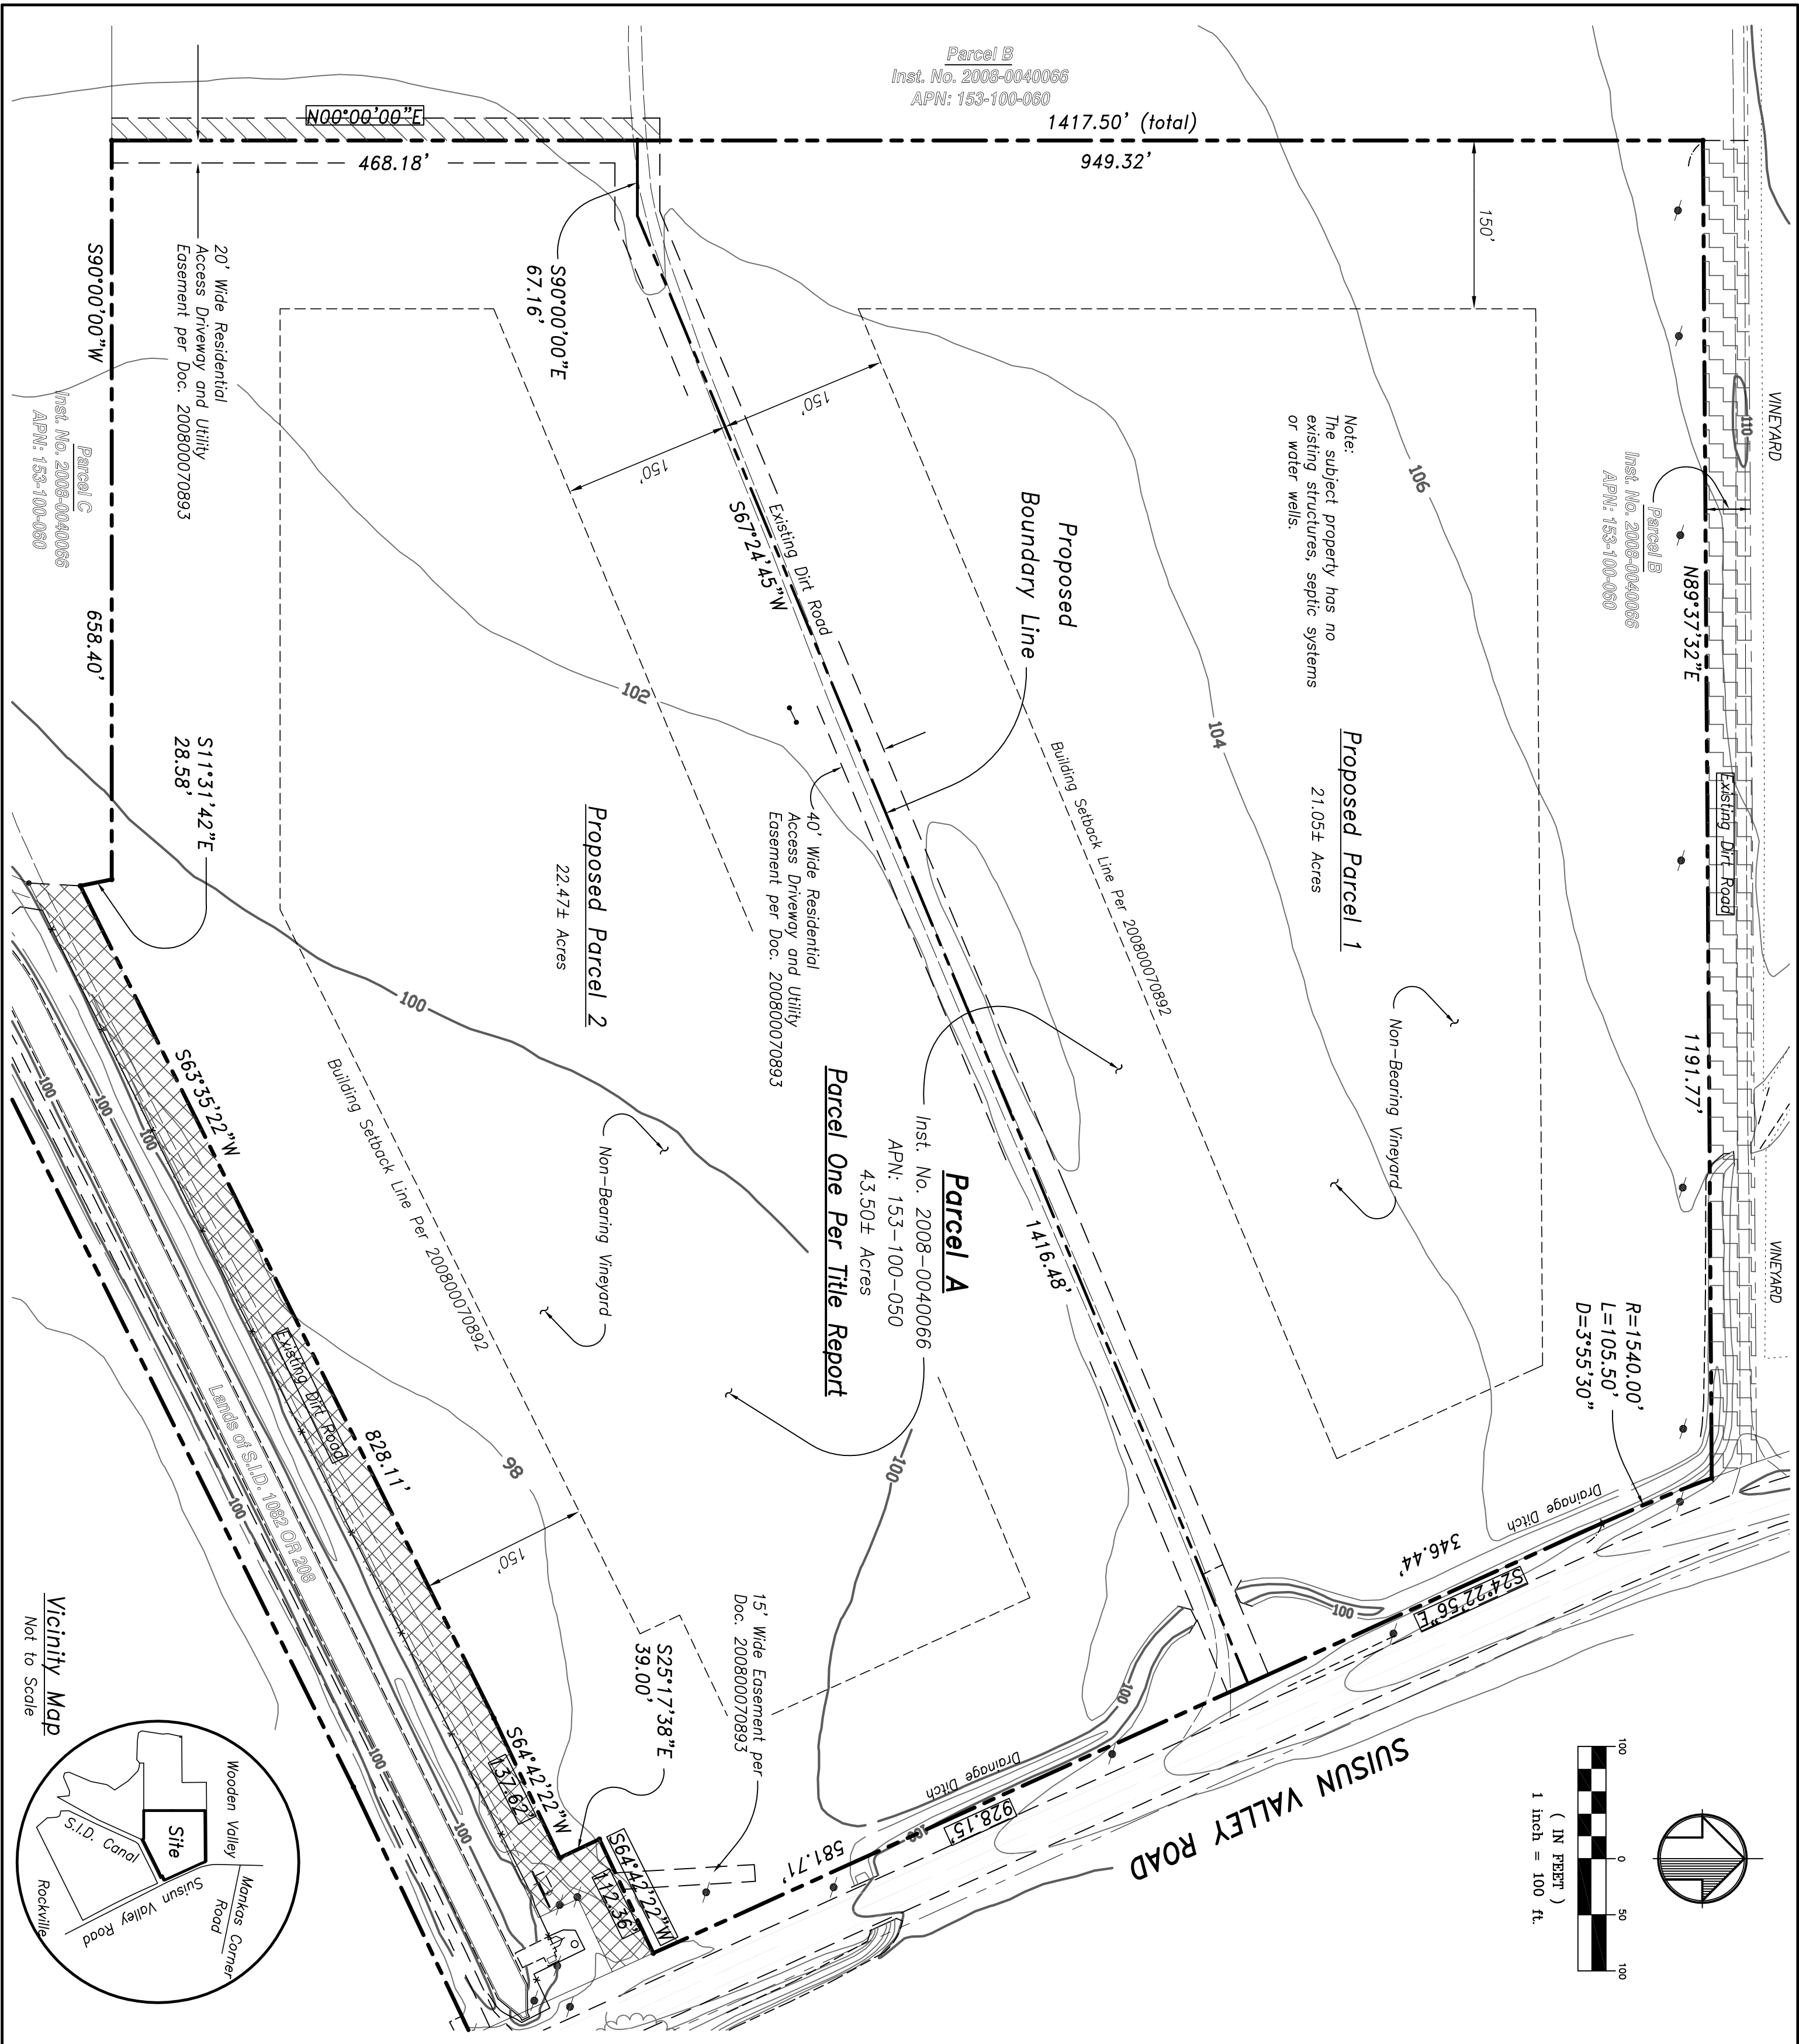 Parcel B
Inst. No. 2008-0040066
APN: 153-100-060
N00°00'00"E
468.18'
1417.50' (total)
949.32'
150'
VINEYARD
110
Parcel B
Inst. No. 2008-0040066
APN: 153-100-060
N89°37'32"E
1191.77'
Existing Dirt Road
VINEYARD
106
104
Note:
The subject property has no
existing structures, septic systems
or water wells.
Proposed Parcel 1
21.05± Acres
Non-Bearing Vineyard
R=1540.00'
L=105.50'
D=3°55'30"
Drainage Ditch
346.44'
S24°22'56"E
100
Building Setback Line Per 200800070892
Proposed
Boundary Line
S90°00'00"E
67.16'
150'
150'
Existing Dirt Road
S67°24'45"W
1416.48'
20' Wide Residential
Access Driveway and Utility
Easement per Doc. 200800070893
S90°00'00"W
658.40'
Parcel C
Inst. No. 2008-0040066
APN: 153-100-060
102
40' Wide Residential
Access Driveway and Utility
Easement per Doc. 200800070893
Parcel A
Inst. No. 2008-0040066
APN: 153-100-050
43.50± Acres
Parcel One Per Title Report
Proposed Parcel 2
22.47± Acres
100
Non-Bearing Vineyard
S11°31'42"E
28.58'
S63°35'22"W
828.11'
Building Setback Line Per 200800070892
98
150'
Existing Dirt Road
Lands of S.I.D. 1082 OR 208
100
100
100
100
100
100
100
100
100
S64°42'22"W
137.62'
S25°17'38"E
39.00'
S64°42'22"W
112.36'
15' Wide Easement per
Doc. 200800070893
581.71'
928.15'
Drainage Ditch
SUISUN VALLEY ROAD
100
0
50
100
( IN FEET )
1 inch = 100 ft.
Vicinity Map
Not to Scale
Wooden Valley
Mankas Corner
Road
Site
S.I.D. Canal
Suisun Valley Road
Rockville